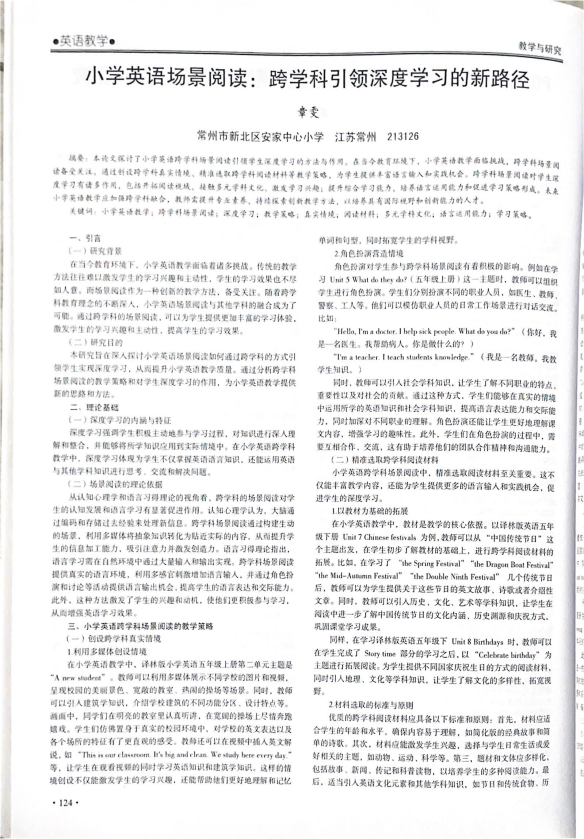 ●英语教学●
教学与研究
小学英语场景阅读：跨学科引领深度学习的新路径
章雯
常州市新北区安家中心小学 江苏常州 213126
摘要：本论文探讨了小学英语跨学科场景阅读引领学生深度学习的方法与作用。在当今教育环境下，小学英语教学面临挑战，跨学科场景阅
读备受关注。通过创设跨学科真实情境、精准选取跨学科阅读材料等教学策略，为学生提供丰富语言输入和实践机会。跨学科场景阅读对学生深
度学习有诸多作用，包括开拓阅读视域，接触多元学科文化，激发学习兴趣；提升综合学习能力，培养语言运用能力和促进学习策略形成。未来
小学英语教学应加强跨学科融合，教师需提升专业素养，持续探索创新教学方法，以培养具有国际视野和创新能力的人才。
关键词：小学英语教学；跨学科场景阅读；深度学习；教学策略；真实情境；阅读材料；多元学科文化；语言运用能力；学习策略。
一、引言
（一）研究背景
在当今教育环境下，小学英语教学面临着诸多挑战。传统的教学
方法往往难以激发学生的学习兴趣和主动性，学生的学习效果也不尽
如人意。而场景阅读作为一种创新的教学方法，备受关注。随着跨学
科教育理念的不断深入，小学英语场景阅读与其他学科的融合成为了
可能。通过跨学科的场景阅读，可以为学生提供更加丰富的学习体验，
激发学生的学习兴趣和主动性，提高学生的学习效果。
（二）研究目的
本研究旨在深入探讨小学英语场景阅读如何通过跨学科的方式引
领学生实现深度学习，从而提升小学英语教学质量。通过分析跨学科
场景阅读的教学策略和对学生深度学习的作用，为小学英语教学提供
新的思路和方法。
二、理论基础
（一）深度学习的内涵与特征
深度学习强调学生积极主动地参与学习过程，对知识进行深入理
解和整合，并能够将所学知识应用到实际情境中。在小学英语跨学科
教学中，深度学习体现为学生不仅掌握英语语言知识，还能运用英语
与其他学科知识进行思考、交流和解决问题。
（二）场景阅读的理论依据
从认知心理学和语言习得理论的视角看，跨学科的场景阅读对学
生的认知发展和语言学习有显著促进作用。认知心理学认为，大脑通
过编码和存储过去经验来处理新信息。跨学科场景阅读通过构建生动
的场景，利用多媒体将抽象知识转化为贴近实际的内容，从而提升学
生的信息加工能力，吸引注意力并激发创造力。语言习得理论指出，
语言学习需在自然环境中通过大量输入和输出实现。跨学科场景阅读
提供真实的语言环境，利用多感官刺激增加语言输入，并通过角色扮
演和讨论等活动提供语言输出机会，提高学生的语言表达和交际能力。
此外，这种方法激发了学生的兴趣和动机，使他们更积极参与学习，
从而增强英语学习效果。
三、小学英语跨学科场景阅读的教学策略
（一）创设跨学科真实情境
1.利用多媒体创设情境
在小学英语教学中，译林版小学英语五年级上册第二单元主题是
“A new student”。教师可以利用多媒体展示不同学校的图片和视频，
呈现校园的美丽景色、宽敞的教室、热闹的操场等场景。同时，教师
可以引入建筑学知识，介绍学校建筑的不同功能分区、设计特点等。
画面中，同学们在明亮的教室里认真听讲，在宽阔的操场上尽情奔跑
嬉戏。学生们仿佛置身于真实的校园环境中，对学校的英文表达以及
各个场所的特征有了更直观的感受。教师还可以在视频中插入英文解
说，如“This is our classroom. It's big and clean. We study here every day.”
等，让学生在观看视频的同时学习英语知识和建筑学知识。这样的情
境创设不仅能激发学生的学习兴趣，还能帮助他们更好地理解和记忆
单词和句型，同时拓宽学生的学科视野。
2.角色扮演营造情境
角色扮演对学生参与跨学科场景阅读有着积极的影响。例如在学
习 Unit 5 What do they do?（五年级上册）这一主题时，教师可以组织
学生进行角色扮演。学生们分别扮演不同的职业人员，如医生、教师、
警察、工人等。他们可以模仿职业人员的日常工作场景进行对话交流，
比如：
“Hello, I'm a doctor. I help sick people. What do you do?”（你好，我
是一名医生。我帮助病人。你是做什么的？）
“I'm a teacher. I teach students knowledge.”（我是一名教师，我教
学生知识。）
同时，教师可以引入社会学科知识，让学生了解不同职业的特点、
重要性以及对社会的贡献。通过这种方式，学生们能够在真实的情境
中运用所学的英语知识和社会学科知识，提高语言表达能力和交际能
力，同时加深对不同职业的理解。角色扮演还能让学生更好地理解课
文内容，增强学习的趣味性。此外，学生们在角色扮演的过程中，需
要互相合作、交流，这有助于培养他们的团队合作精神和沟通能力。
（二）精准选取跨学科阅读材料
小学英语跨学科场景阅读中，精准选取阅读材料至关重要。这不
仅能丰富教学内容，还能为学生提供更多的语言输入和实践机会，促
进学生的深度学习。
1.以教材为基础的拓展
在小学英语教学中，教材是教学的核心依据。以译林版英语五年
级下册 Unit 7 Chinese festivals 为例，教师可以从“中国传统节日”这
个主题出发，在学生初步了解教材的基础上，进行跨学科阅读材料的
拓展。比如，在学习了“the Spring Festival”“the Dragon Boat Festival”
“the Mid-Autumn Festival”“the Double Ninth Festival”几个传统节日
后，教师可以为学生提供关于这些节日的英文故事、诗歌或者介绍性
文章。同时，教师可以引入历史、文化、艺术等学科知识，让学生在
阅读中进一步了解中国传统节日的文化内涵、历史渊源和庆祝方式，
巩固课堂学习成果。
同样，在学习译林版英语五年级下 Unit 8 Birthdays 时，教师可以
在学生完成了 Story time 部分的学习之后，以“Celebrate birthday”为
主题进行拓展阅读。为学生提供不同国家庆祝生日的方式的阅读材料，
同时引入地理、文化等学科知识，让学生了解文化的多样性，拓宽视
野。
2.材料选取的标准与原则
优质的跨学科阅读材料应具备以下标准和原则：首先，材料应适
合学生的年龄和水平，确保内容易于理解，如简化版的经典故事和简
单的诗歌。其次，材料应能激发学生兴趣，选择与学生日常生活或爱
好相关的主题，如动物、运动、科学等。第三，题材和文体应多样化，
包括故事、新闻、传记和科普读物，以培养学生的多种阅读能力。最
后，适当引入英语文化元素和其他学科知识，如节日和传统食物、历
·124·